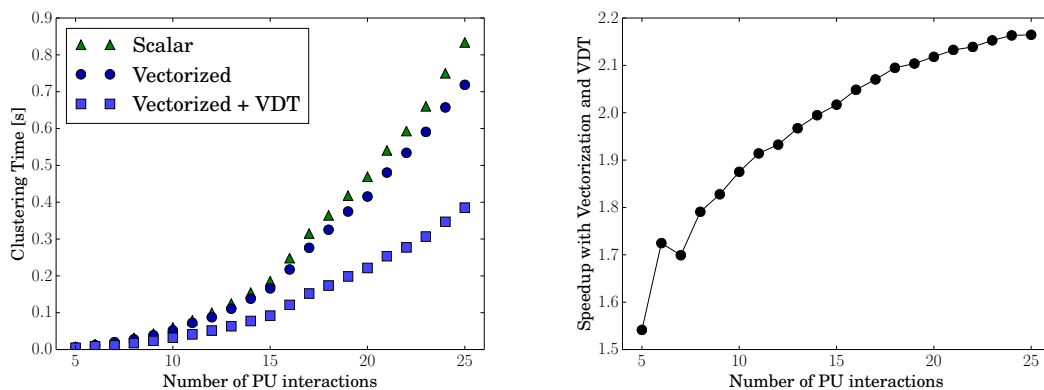 0.9
0.8
0.7
0.6
0.5
0.4
0.3
0.2
0.1
0.0
Clustering Time [s]
Scalar
Vectorized
Vectorized + VDT
5 10 15 20 25
Number of PU interactions
2.2
2.1
2.0
1.9
1.8
1.7
1.6
1.5
Speedup with Vectorization and VDT
5 10 15 20 25
Number of PU interactions